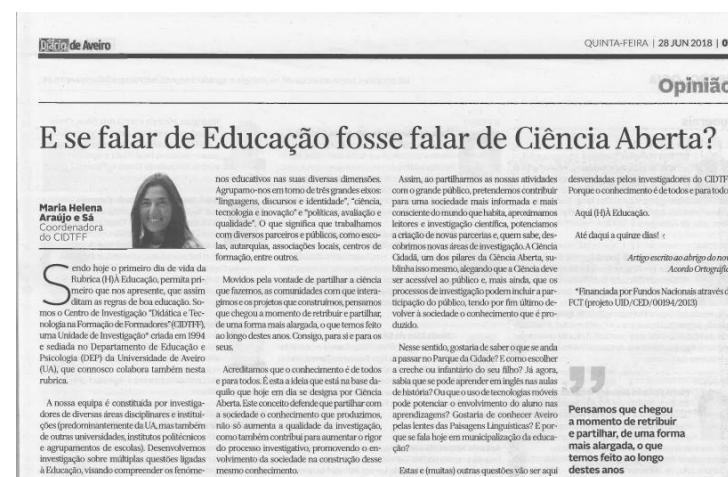 Diário de Aveiro
QUINTA-FEIRA | 28 JUN 2018 |
Opinião
E se falar de Educação fosse falar de Ciência Aberta?
Maria Helena
Araújo e Sá
Coordenadora
do CIDTFF
Sendo hoje o primeiro dia de vida da
Rubrica (H)À Educação, permita pri-
meiro que nos apresente, que assim
ditam as regras de boa educação. So-
mos o Centro de Investigação "Didática e Tec-
nologia na Formação de Formadores" (CIDTFF),
uma Unidade de Investigação* criada em 1994
e sediada no Departamento de Educação e
Psicologia (DEP) da Universidade de Aveiro
(UA), que connosco colabora também nesta
rubrica.
A nossa equipa é constituída por investiga-
dores de diversas áreas disciplinares e institui-
ções (predominantemente da UA, mas também
de outras universidades, institutos politécnicos
e agrupamentos de escolas). Desenvolvemos
investigação sobre múltiplas questões ligadas
à Educação, visando compreender os fenóme-
nos educativos nas suas diversas dimensões.
Agrupamo-nos em torno de três grandes eixos:
"linguagens, discursos e identidade", "ciência,
tecnologia e inovação" e "políticas, avaliação e
qualidade". O que significa que trabalhamos
com diversos parceiros e públicos, como esco-
las, autarquias, associações locais, centros de
formação, entre outros.
Movidos pela vontade de partilhar a ciência
que fazemos, as comunidades com que intera-
gimos e os projetos que construímos, pensamos
que chegou a momento de retribuir e partilhar,
de uma forma mais alargada, o que temos feito
ao longo destes anos. Consigo, para si e para os
seus.
Acreditamos que o conhecimento é de todos
e para todos. É esta a ideia que está na base da-
quilo que hoje em dia se designa por Ciência
Aberta. Este conceito defende que partilhar com
a sociedade o conhecimento que produzimos,
não só aumenta a qualidade da investigação,
como também contribui para aumentar o rigor
do processo investigativo, promovendo o en-
volvimento da sociedade na construção desse
mesmo conhecimento.
Assim, ao partilharmos as nossas atividades
com o grande público, pretendemos contribuir
para uma sociedade mais informada e mais
consciente do mundo que habita, aproximamos
leitores e investigação científica, potenciamos
a criação de novas parcerias e, quem sabe, des-
cobrimos novas áreas de investigação. A Ciência
Cidadã, um dos pilares da Ciência Aberta, su-
blinha isso mesmo, alegando que a Ciência deve
ser accessível ao público e, mais ainda, que os
processos de investigação podem incluir a par-
ticipação do público, tendo por fim último de-
volver à sociedade o conhecimento que é pro-
duzido.
Nesse sentido, gostaria de saber o que se anda
a passar no Parque da Cidade? E como escolher
a creche ou infantário do seu filho? Já agora,
sabia que se pode aprender em inglês nas aulas
de história? Ou que o uso de tecnologias móveis
pode potenciar o envolvimento do aluno nas
aprendizagens? Gostaria de conhecer Aveiro
pelas lentes das Paisagens Linguísticas? E por-
que se fala hoje em municipalização da educa-
ção?
Estas e (muitas) outras questões vão ser aqui
desvendadas pelos investigadores do CIDTF
Porque o conhecimento é de todos e para todo
Aqui (H)À Educação.
Até daqui a quinze dias!
Artigo escrito ao abrigo do nov
Acordo Ortográfic
*Financiada por Fundos Nacionais através d
FCT (projeto UID/CED/00194/2013)
Pensamos que chegou
a momento de retribuir
e partilhar, de uma forma
mais alargada, o que
temos feito ao longo
destes anos